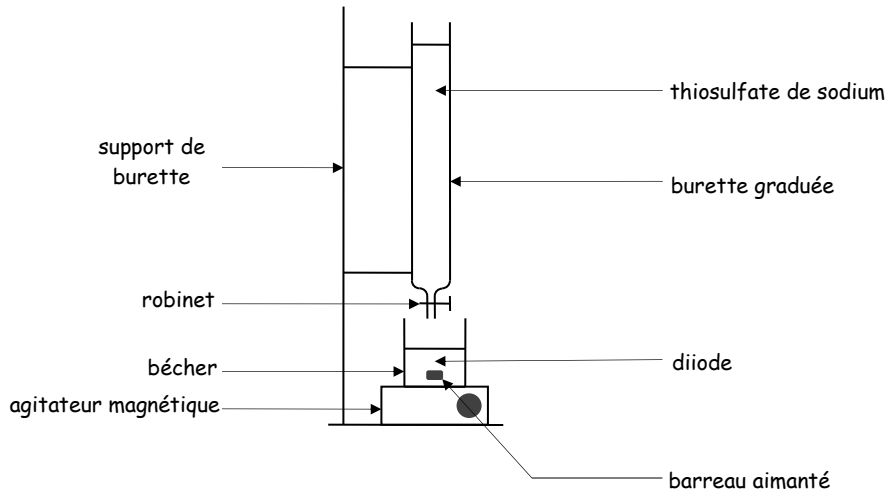 thiosulfate de sodium
support de
burette
burette graduée
robinet
bécher
diiode
agitateur magnétique
barreau aimanté